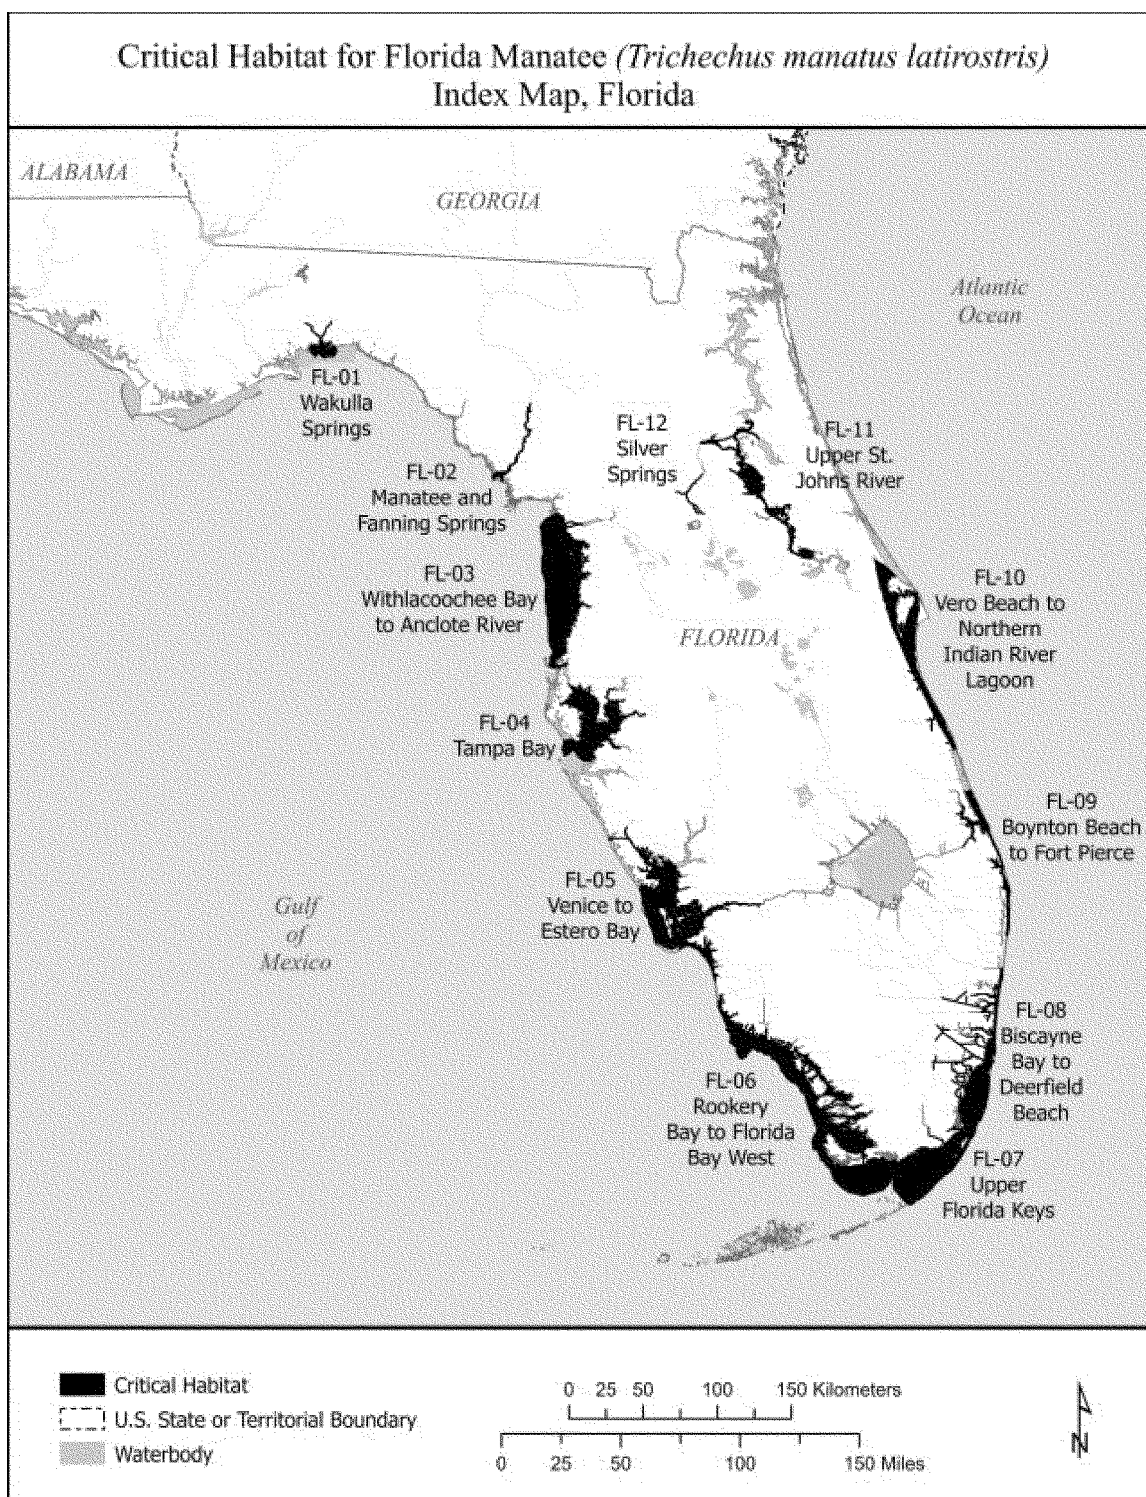 Critical Habitat for Florida Manatee (Trichechus manatus latirostris)
Index Map, Florida
ALABAMA
GEORGIA
Atlantic
Ocean
FL-01
Wakulla
Springs
FL-12
Silver
Springs
FL-11
Upper St.
Johns River
FL-02
Manatee and
Fanning Springs
FL-03
Withlacoochee Bay
to Anclote River
FL-10
Vero Beach to
Northern
Indian River
Lagoon
FLORIDA
FL-04
Tampa Bay
FL-09
Boynton Beach
to Fort Pierce
FL-05
Venice to
Estero Bay
Gulf
of
Mexico
FL-08
Biscayne
Bay to
Deerfield
Beach
FL-06
Rookery
Bay to Florida
Bay West
FL-07
Upper
Florida Keys
Critical Habitat
U.S. State or Territorial Boundary
Waterbody
0 25 50 100 150 Kilometers
0 25 50 100 150 Miles
N